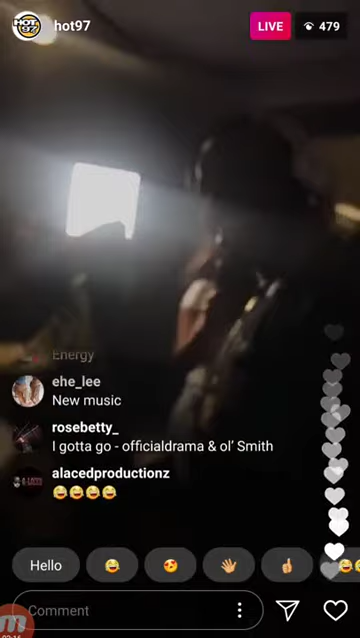 HOT
97
hot97
LIVE
479
Energy
ehe_lee
New music
rosebetty_
I gotta go - officialdrama & ol' Smith
alacedproductionz
😂😂😂😂
Hello
Comment